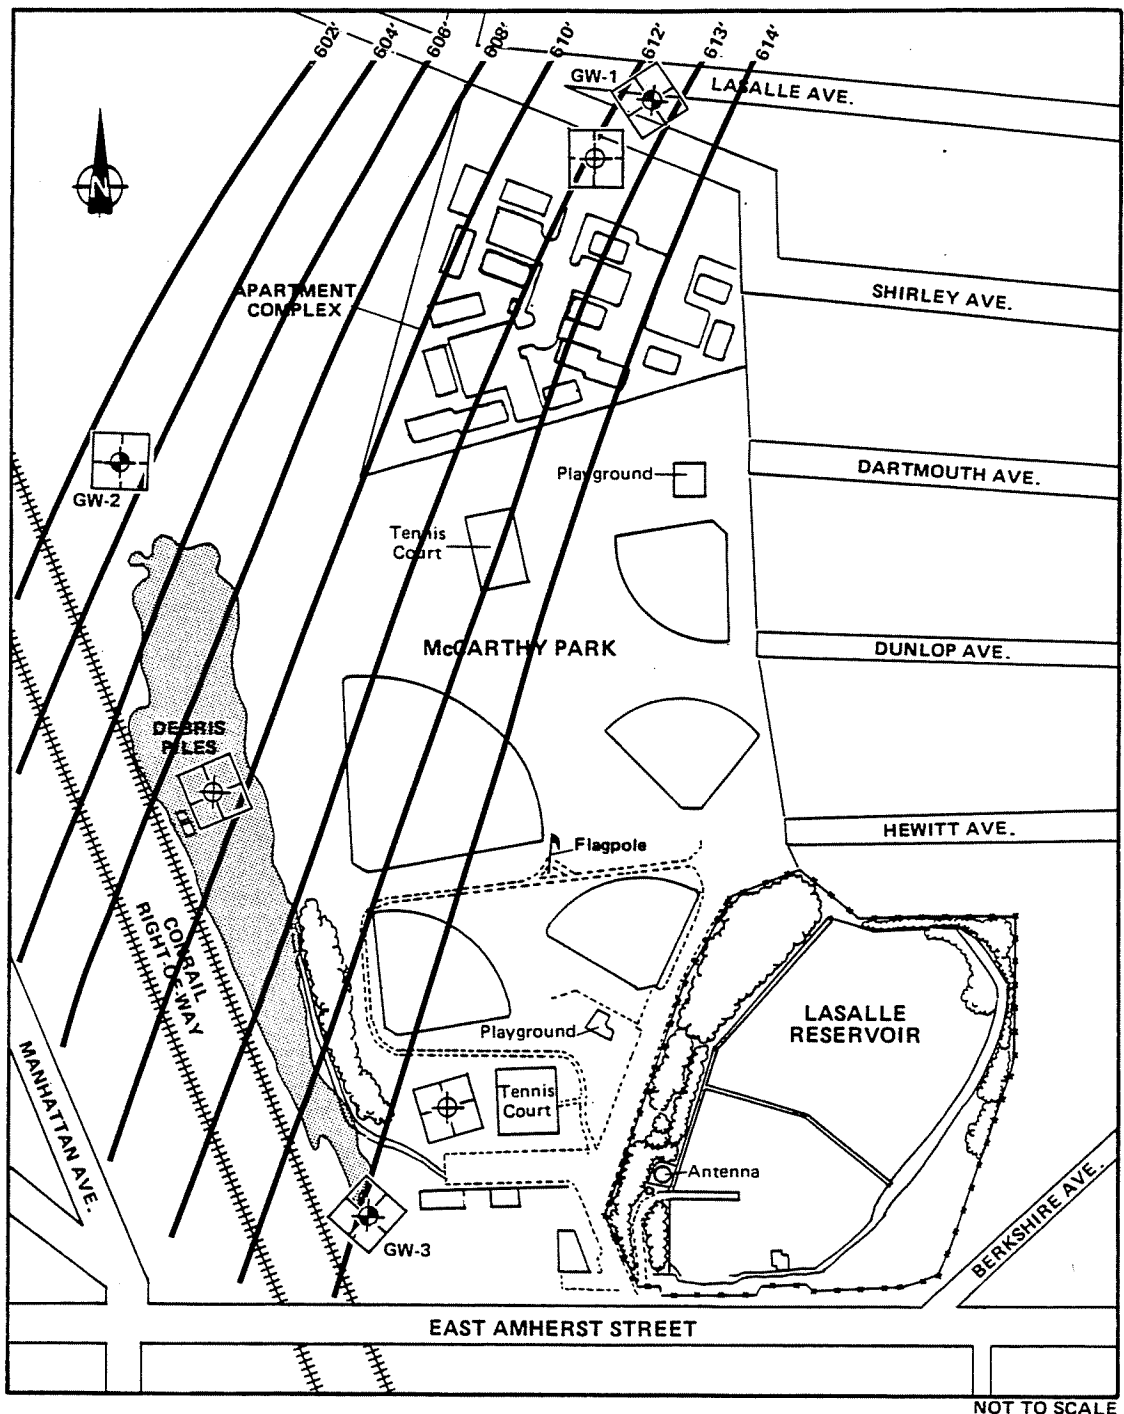 602'
604'
606'
608'
610'
612'
613'
614'
GW-1
LASALLE AVE.
N
APARTMENT
COMPLEX
SHIRLEY AVE.
GW-2
Playground
DARTMOUTH AVE.
Tennis
Court
McCARTHY PARK
DUNLOP AVE.
DEBRIS
PILES
HEWITT AVE.
Flagpole
CONRAIL
RIGHT-OF-WAY
LASALLE
RESERVOIR
Playground
MANHATTAN AVE.
Tennis
Court
Antenna
BERKSHIRE AVE.
GW-3
EAST AMHERST STREET
NOT TO SCALE